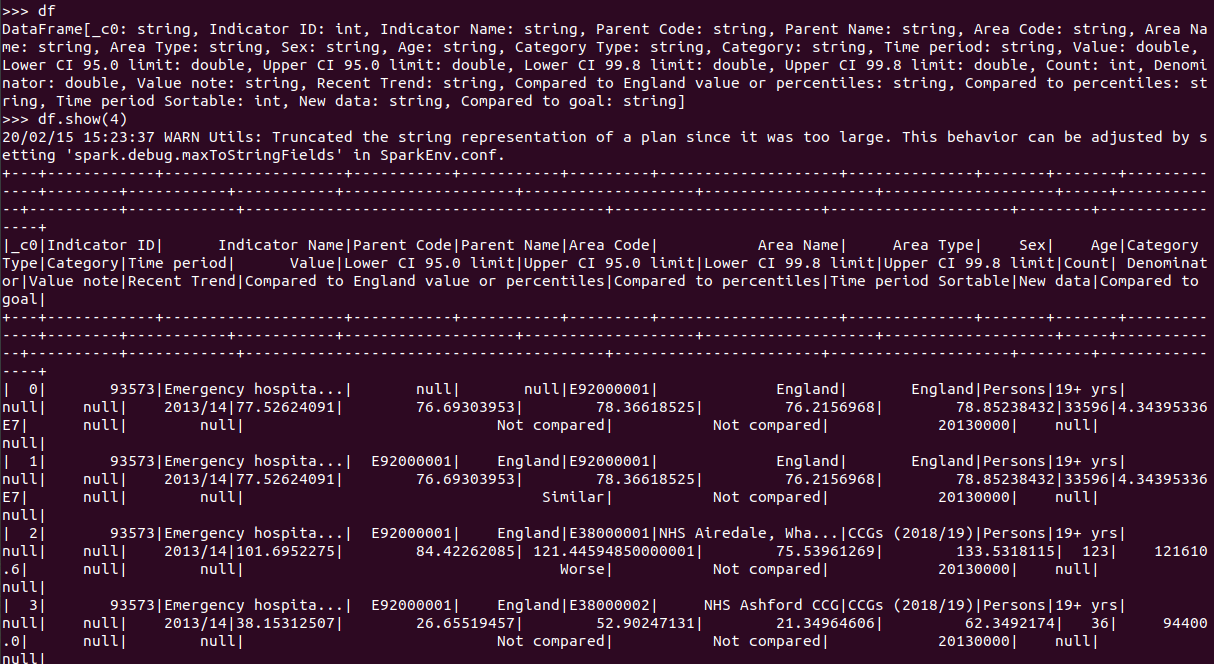 >>> df
DataFrame[_c0: string, Indicator ID: int, Indicator Name: string, Parent Code: string, Parent Name: string, Area Code: string, Area Na
me: string, Area Type: string, Sex: string, Age: string, Category Type: string, Category: string, Time period: string, Value: double,
Lower CI 95.0 limit: double, Upper CI 95.0 limit: double, Lower CI 99.8 limit: double, Upper CI 99.8 limit: double, Count: int, Denomi
nator: double, Value note: string, Recent Trend: string, Compared to England value or percentiles: string, Compared to percentiles: st
ring, Time period Sortable: int, New data: string, Compared to goal: string]
>>> df.show(4)
20/02/15 15:23:37 WARN Utils: Truncated the string representation of a plan since it was too large. This behavior can be adjusted by s
etting 'spark.debug.maxToStringFields' in SparkEnv.conf.
+---+------------+--------------------+-----------+-----------+---------+--------------------+--------------+-------+-------+---------
----+--------+-----------+-----------+-------------------+-------------------+-------------------+-------------------+-----+----------
--+----------+------------+----------------------------------------+-----------------------+--------------------+--------+------------
----+
|_c0|Indicator ID|      Indicator Name|Parent Code|Parent Name|Area Code|           Area Name|     Area Type|    Sex|    Age|Category
Type|Category|Time period|      Value|Lower CI 95.0 limit|Upper CI 95.0 limit|Lower CI 99.8 limit|Upper CI 99.8 limit|Count| Denominat
or|Value note|Recent Trend|Compared to England value or percentiles|Compared to percentiles|Time period Sortable|New data|Compared to
goal|
+---+------------+--------------------+-----------+-----------+---------+--------------------+--------------+-------+-------+---------
----+--------+-----------+-----------+-------------------+-------------------+-------------------+-------------------+-----+----------
--+----------+------------+----------------------------------------+-----------------------+--------------------+--------+------------
----+
|  0|       93573|Emergency hospita...|       null|       null|E92000001|             England|       England|Persons|19+ yrs|
null|    null|    2013/14|77.52624091|        76.69303953|        78.36618525|         76.2156968|        78.85238432|33596|4.34395336
E7|      null|        null|                            Not compared|           Not compared|            20130000|    null|
null|
|  1|       93573|Emergency hospita...|  E92000001|    England|E92000001|             England|       England|Persons|19+ yrs|
null|    null|    2013/14|77.52624091|        76.69303953|        78.36618525|         76.2156968|        78.85238432|33596|4.34395336
E7|      null|        null|                                 Similar|           Not compared|            20130000|    null|
null|
|  2|       93573|Emergency hospita...|  E92000001|    England|E38000001|NHS Airedale, Wha...|CCGs (2018/19)|Persons|19+ yrs|
null|    null|    2013/14|101.6952275|        84.42262085| 121.44594850000001|        75.53961269|        133.5318115|  123|    121610
.6|      null|        null|                                   Worse|           Not compared|            20130000|    null|
null|
|  3|       93573|Emergency hospita...|  E92000001|    England|E38000002|     NHS Ashford CCG|CCGs (2018/19)|Persons|19+ yrs|
null|    null|    2013/14|38.15312507|        26.65519457|        52.90247131|        21.34964606|         62.3492174|   36|     94400
.0|      null|        null|                            Not compared|           Not compared|            20130000|    null|
null|